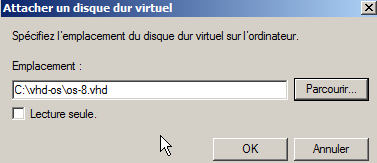 Attacher un disque dur virtuel
Spécifiez l'emplacement du disque dur virtuel sur l'ordinateur.
Emplacement :
C:\vhd-os\os-8.vhd
Parcourir...
Lecture seule.
OK
Annuler